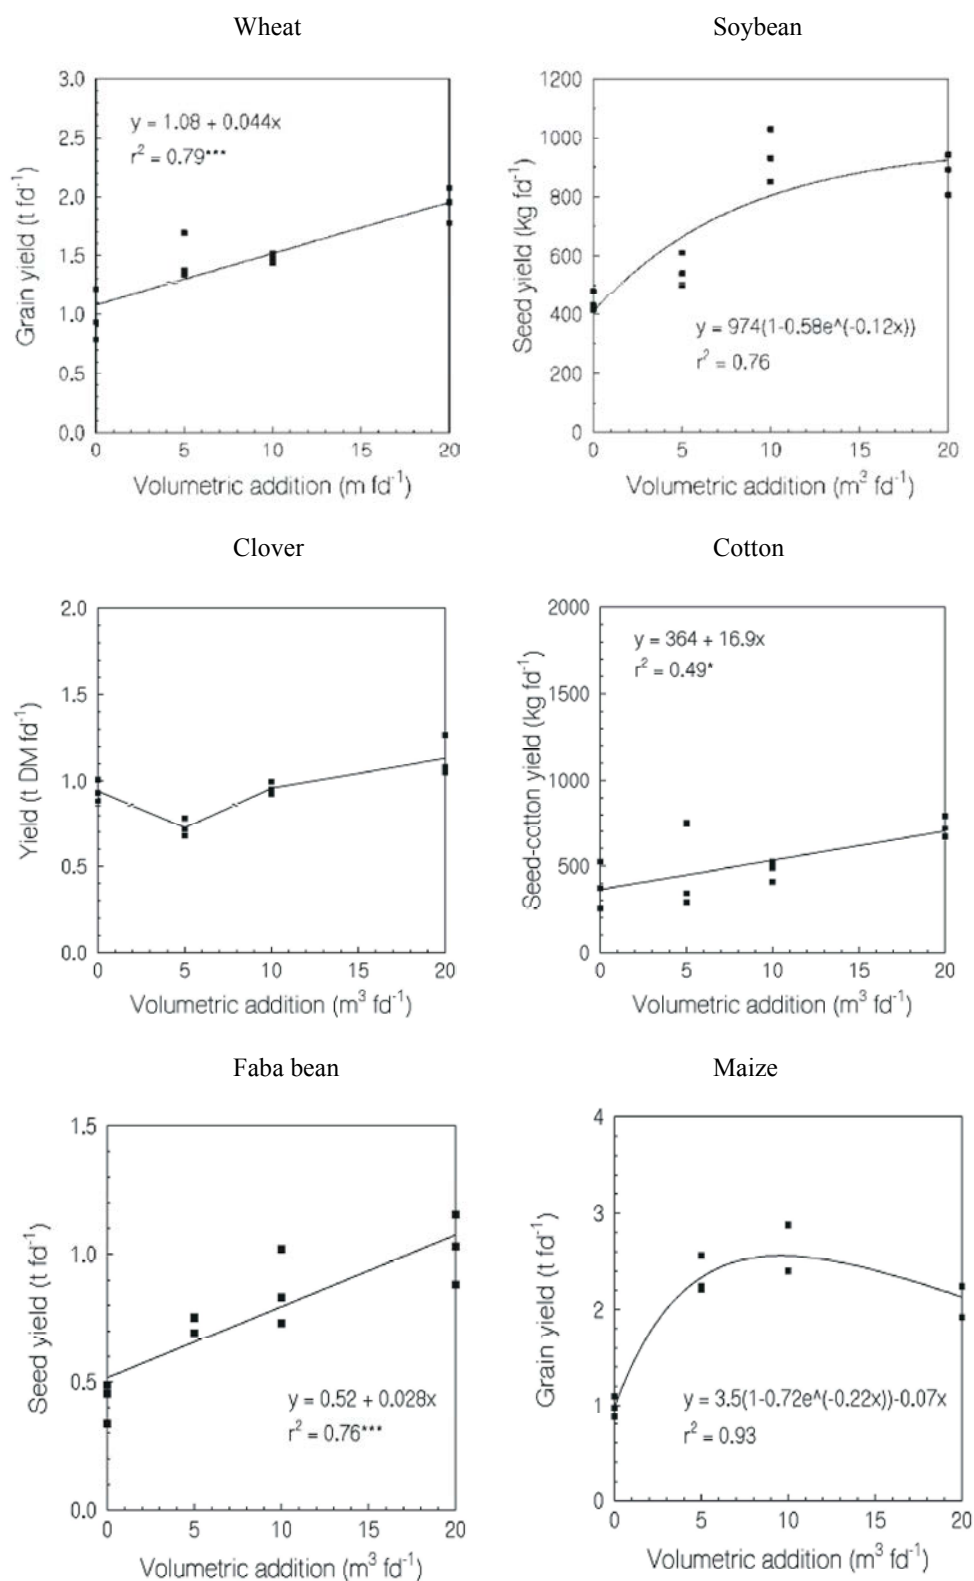 Wheat
3.0
2.5
2.0
1.5
1.0
0.5
0.0
Grain yield (t fd⁻¹)
y = 1.08 + 0.044x
r² = 0.79***
0 5 10 15 20
Volumetric addition (m fd⁻¹)
Soybean
1200
1000
800
600
400
200
0
Seed yield (kg fd⁻¹)
y = 974(1-0.58e^(-0.12x))
r² = 0.76
0 5 10 15 20
Volumetric addition (m³ fd⁻¹)
Clover
2.0
1.5
1.0
0.5
0.0
Yield (t DM fd⁻¹)
0 5 10 15 20
Volumetric addition (m³ fd⁻¹)
Cotton
2000
1500
1000
500
0
Seed-cotton yield (kg fd⁻¹)
y = 364 + 16.9x
r² = 0.49*
0 5 10 15 20
Volumetric addition (m³ fd⁻¹)
Faba bean
1.5
1.0
0.5
0.0
Seed yield (t fd⁻¹)
y = 0.52 + 0.028x
r² = 0.76***
0 5 10 15 20
Volumetric addition (m³ fd⁻¹)
Maize
4
3
2
1
0
Grain yield (t fd⁻¹)
y = 3.5(1-0.72e^(-0.22x))-0.07x
r² = 0.93
0 5 10 15 20
Volumetric addition (m³ fd⁻¹)